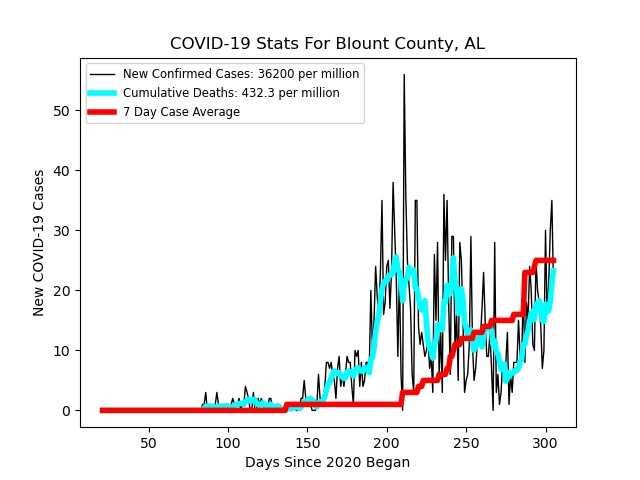 COVID-19 Stats For Blount County, AL
New Confirmed Cases: 36200 per million
Cumulative Deaths: 432.3 per million
7 Day Case Average
New COVID-19 Cases
50
40
30
20
10
0
50 100 150 200 250 300
Days Since 2020 Began